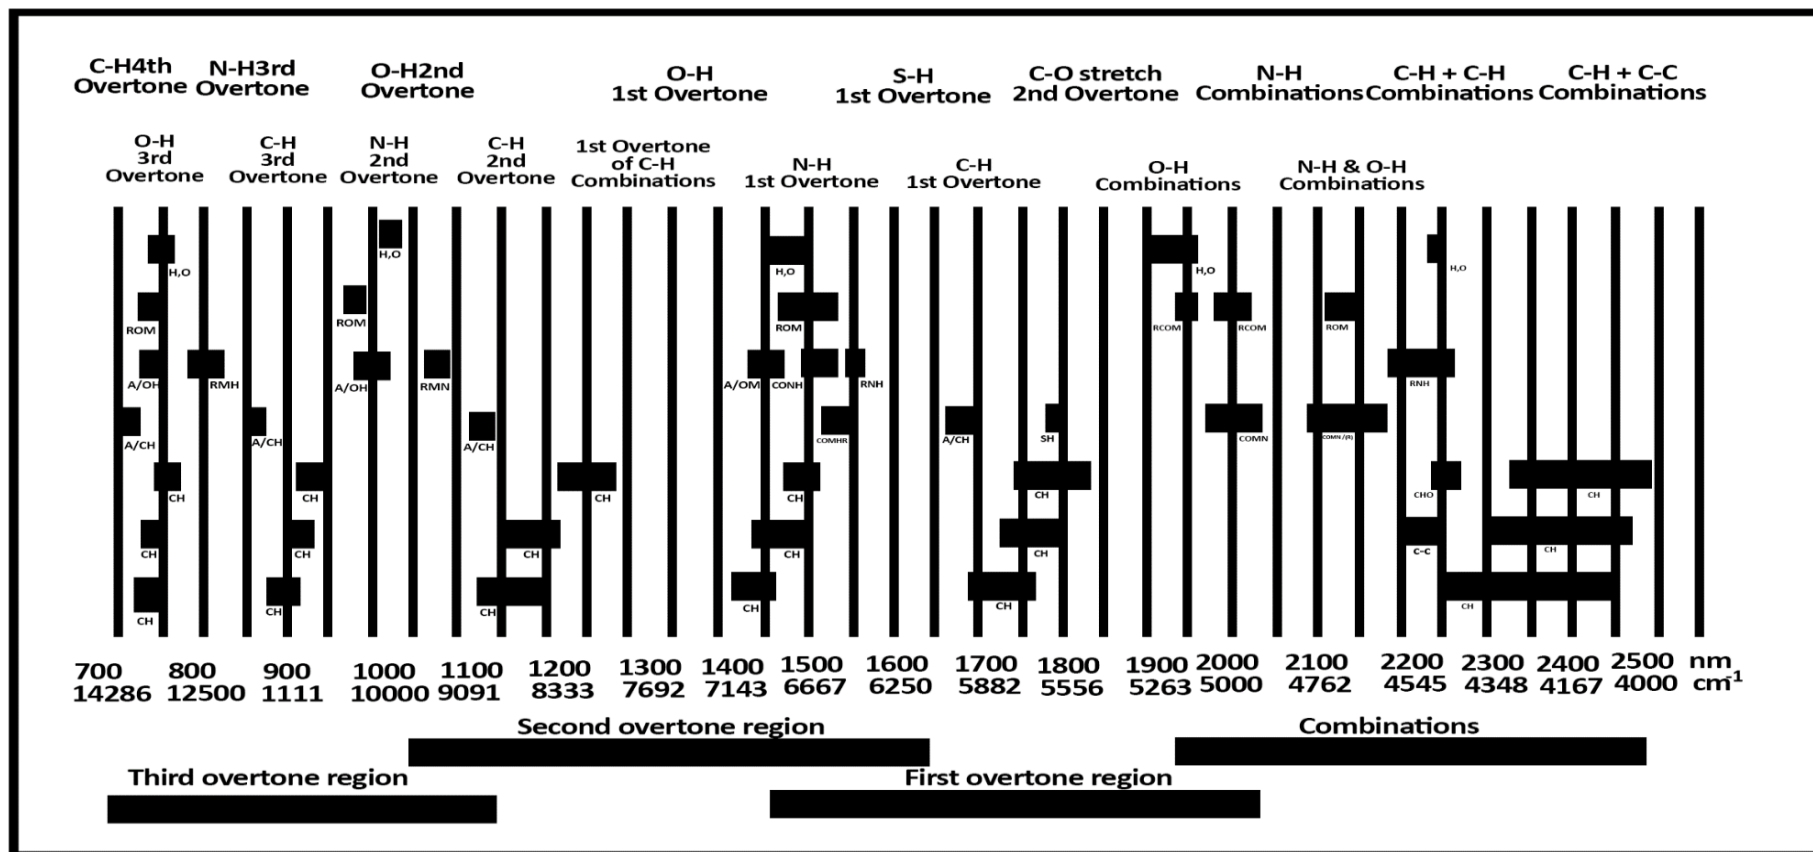 C-H4th
Overtone
N-H3rd
Overtone
O-H2nd
Overtone
O-H
1st Overtone
S-H
1st Overtone
C-O stretch
2nd Overtone
N-H
Combinations
C-H + C-H
Combinations
C-H + C-C
Combinations
O-H
3rd
Overtone
C-H
3rd
Overtone
N-H
2nd
Overtone
C-H
2nd
Overtone
1st Overtone
of C-H
Combinations
N-H
1st Overtone
C-H
1st Overtone
O-H
Combinations
N-H & O-H
Combinations
H,O
H,O
H,O
H,O
H,O
ROM
ROM
ROM
RCOM
RCOM
ROM
A/OH
RMH
A/OH
RMN
A/OM
CONH
RNH
RNH
A/CH
A/CH
A/CH
COMHR
A/CH
SH
COMN
COMN/(R)
CH
CH
CH
CH
CH
CHO
CH
CH
CH
CH
CH
CH
C-C
CH
CH
CH
CH
CH
CH
CH
700 800 900 1000 1100 1200 1300 1400 1500 1600 1700 1800 1900 2000 2100 2200 2300 2400 2500 nm
14286 12500 1111 10000 9091 8333 7692 7143 6667 6250 5882 5556 5263 5000 4762 4545 4348 4167 4000 cm-1
Second overtone region
Combinations
Third overtone region
First overtone region